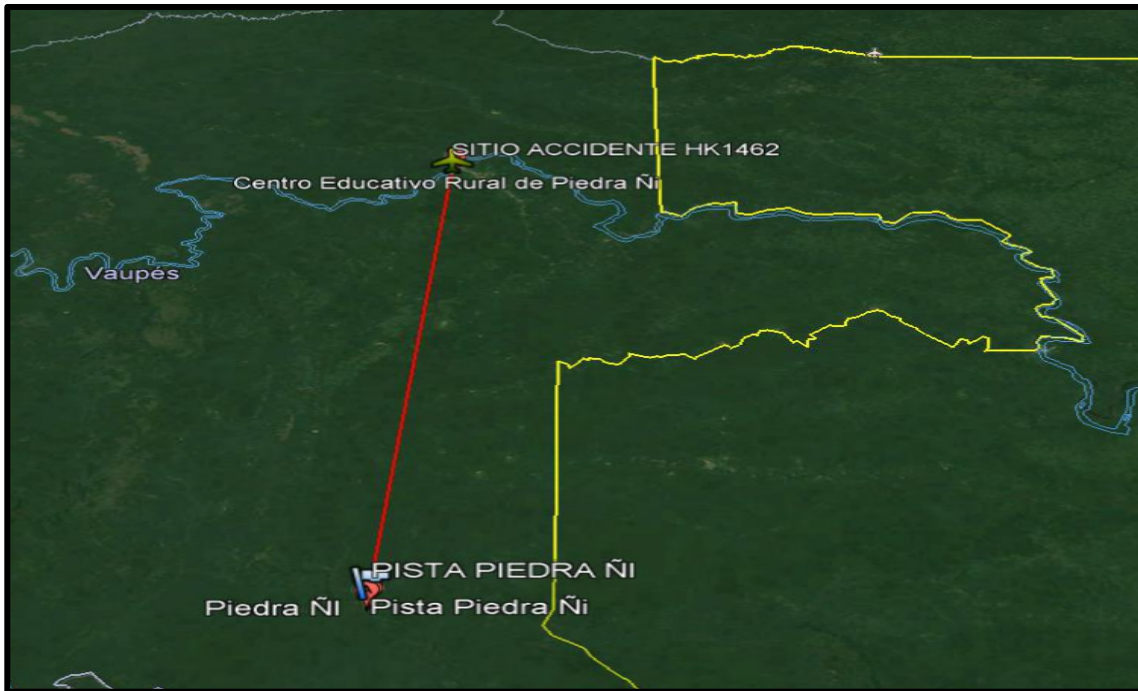 SITIO ACCIDENTE HK1462
Centro Educativo Rural de Piedra Ñi
Vaupés
PISTA PIEDRA ÑI
Piedra ÑI
Pista Piedra Ñi